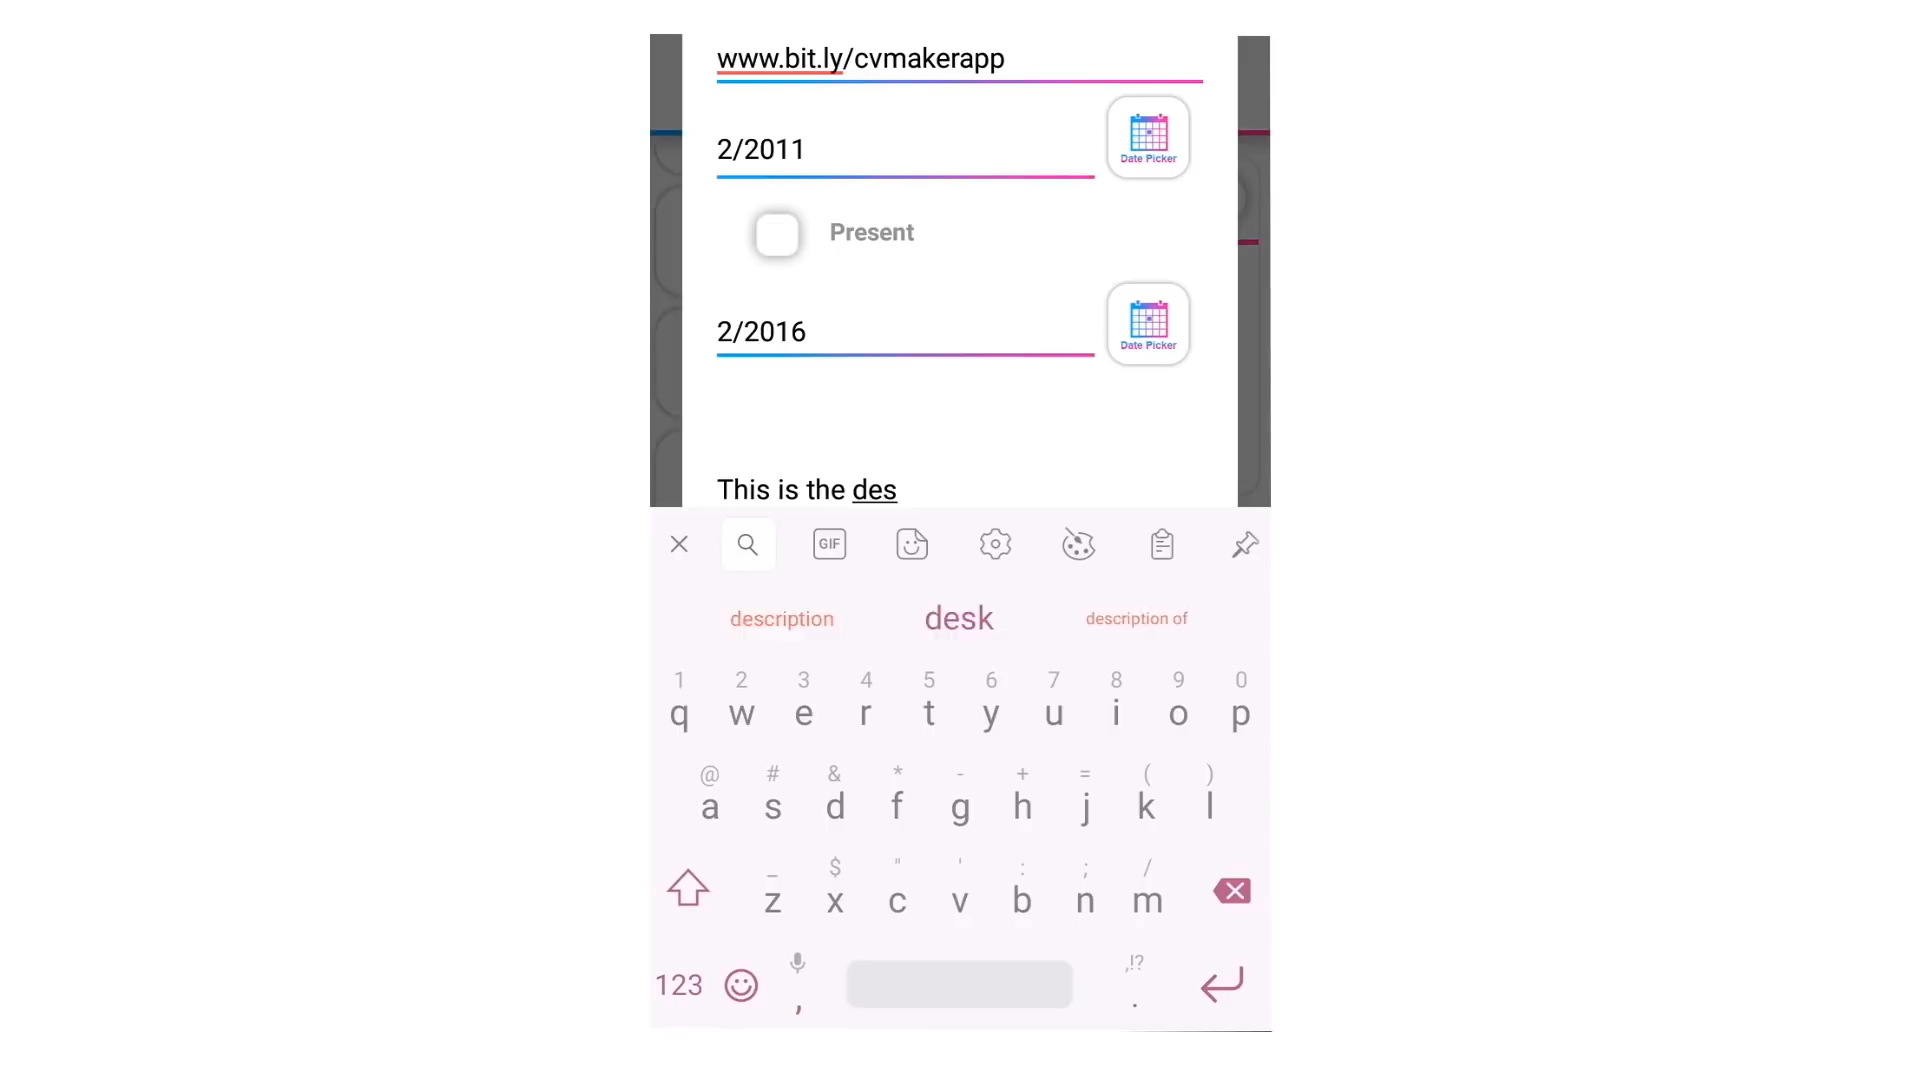 www.bit.ly/cvmakerapp
2/2011
Date Picker
Present
2/2016
Date Picker
This is the des
GIF
description desk description of
1 2 3 4 5 6 7 8 9 0
q w e r t y u i o p
@ # & * - + = ( )
a s d f g h j k l
_ $ " ' : ; /
z x c v b n m
,!?
123 , .